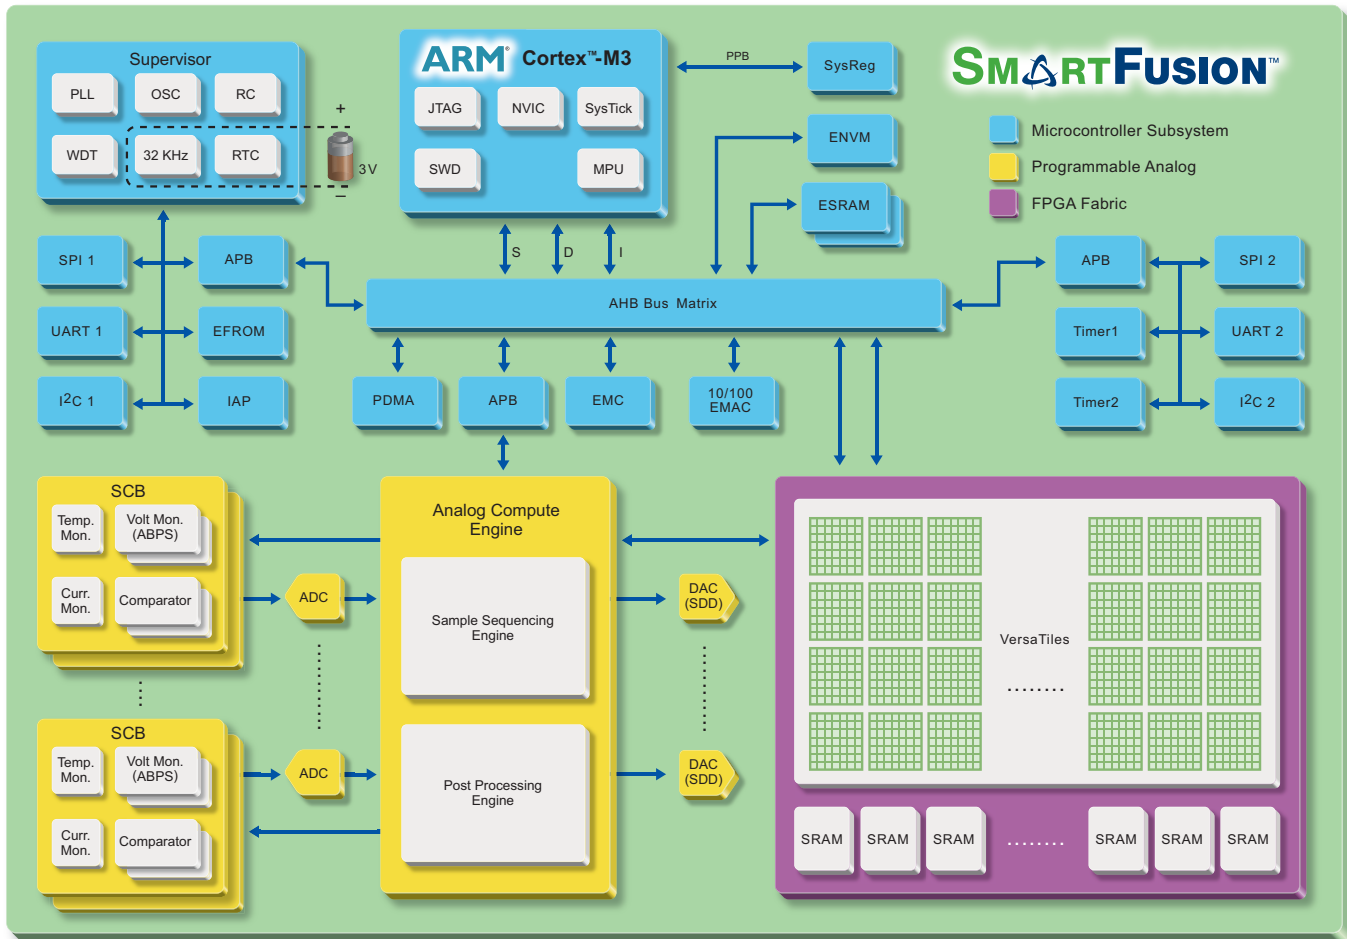 Supervisor
PLL
OSC
RC
WDT
32 KHz
RTC
+
3V
–
ARM® Cortex™-M3
JTAG
NVIC
SysTick
SWD
MPU
PPB
SysReg
ENVM
ESRAM
SMARTFUSION™
Microcontroller Subsystem
Programmable Analog
FPGA Fabric
S
D
I
SPI 1
APB
UART 1
EFROM
I²C 1
IAP
AHB Bus Matrix
APB
SPI 2
Timer1
UART 2
Timer2
I²C 2
PDMA
APB
EMC
10/100
EMAC
SCB
Temp.
Mon.
Volt Mon.
(ABPS)
Curr.
Mon.
Comparator
ADC
SCB
Temp.
Mon.
Volt Mon.
(ABPS)
Curr.
Mon.
Comparator
ADC
Analog Compute
Engine
Sample Sequencing
Engine
Post Processing
Engine
DAC
(SDD)
DAC
(SDD)
VersaTiles
........
SRAM
SRAM
SRAM
........
SRAM
SRAM
SRAM